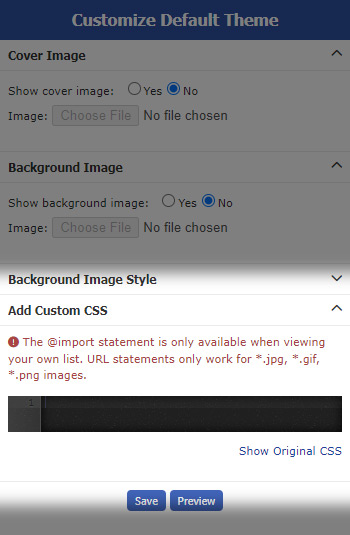 Customize Default Theme
Cover Image
Show cover image: Yes No
Image: Choose File No file chosen
Background Image
Show background image: Yes No
Image: Choose File No file chosen
Background Image Style
Add Custom CSS
The @import statement is only available when viewing
your own list. URL statements only work for *.jpg, *.gif,
*.png images.
1
Show Original CSS
Save Preview